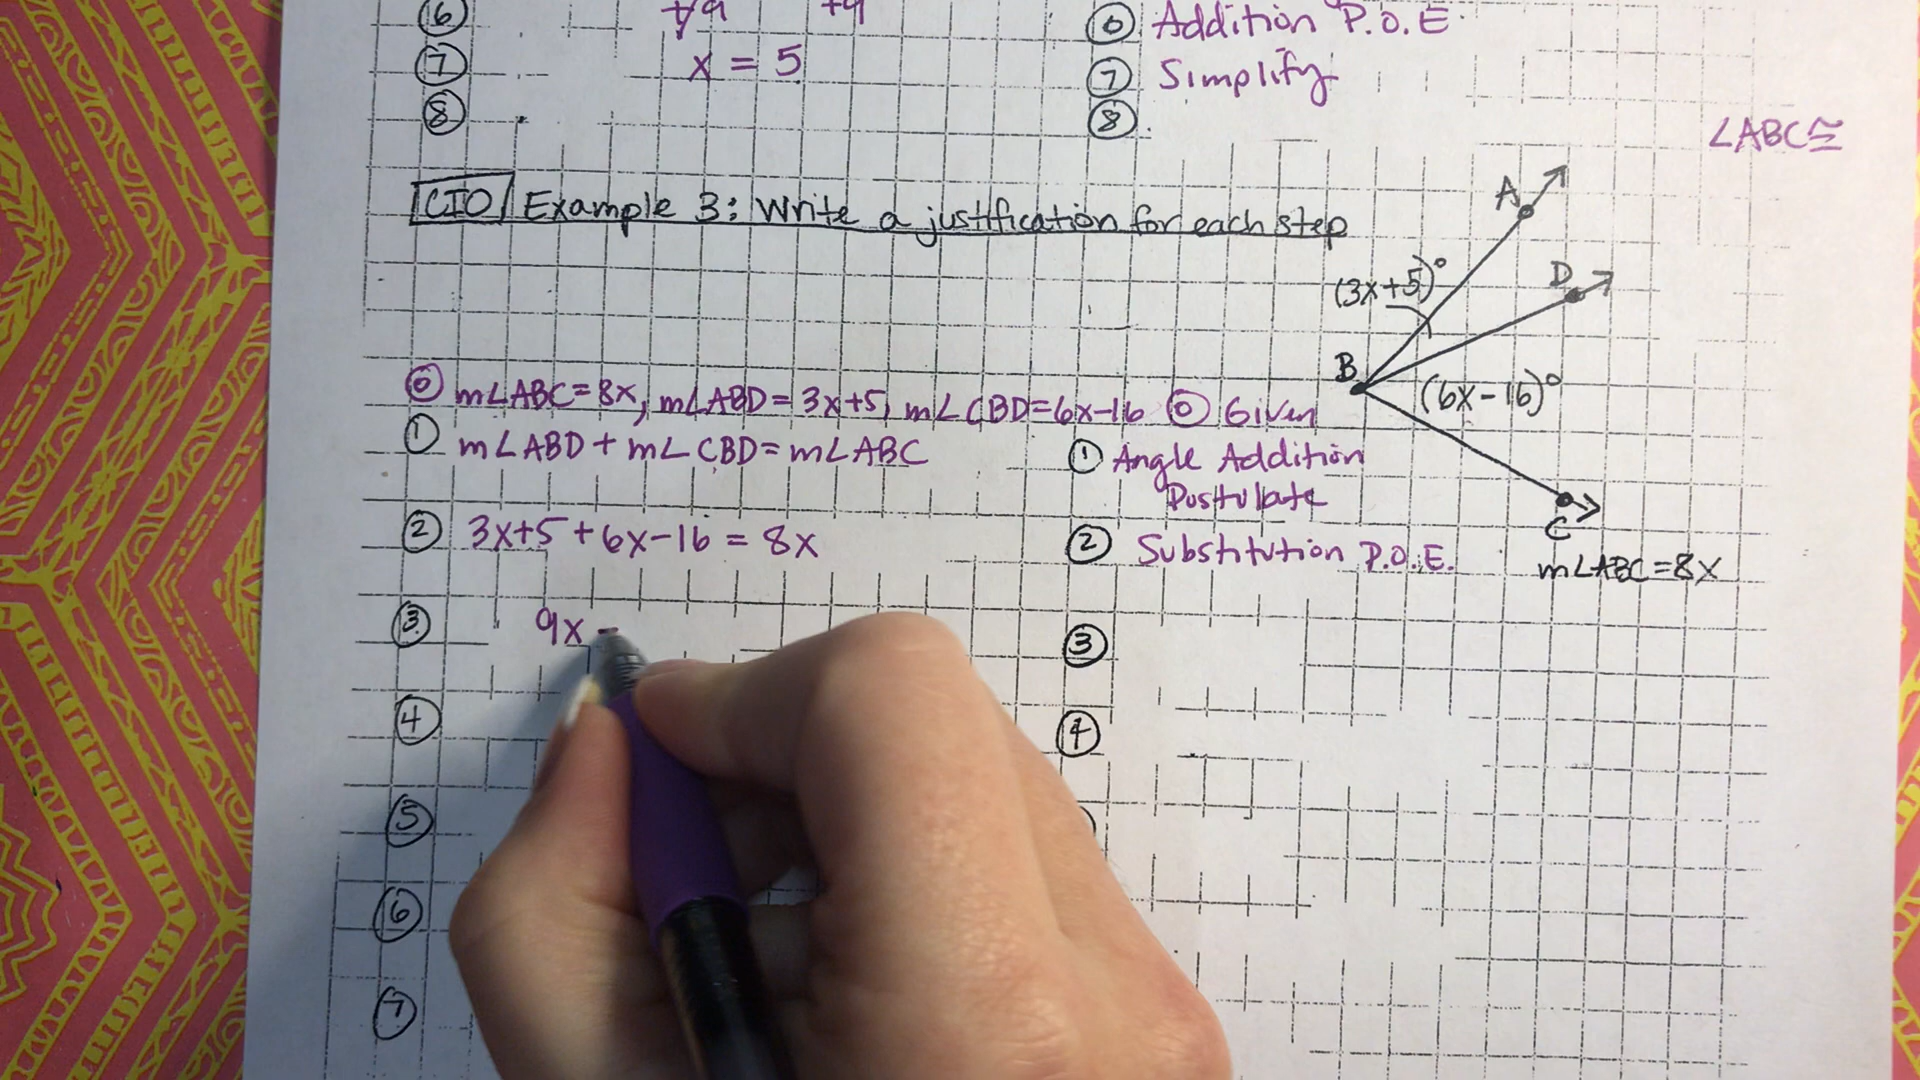 ⑥ +9 +9 ⑥ Addition P.O.E.
⑦ x = 5 ⑦ Simplify
⑧ ⑧
∠ABC≅
CIO Example 3: Write a justification for each step
A
D
(3x+5)°
B
(6x-16)°
C
m∠ABC=8x
⓪ m∠ABC=8x, m∠ABD=3x+5, m∠CBD=6x-16 ⓪ Given
① m∠ABD + m∠CBD = m∠ABC ① Angle Addition
Postulate
② 3x+5+6x-16 = 8x ② Substitution P.O.E.
③ 9x - ③
④ ④
⑤
⑥
⑦